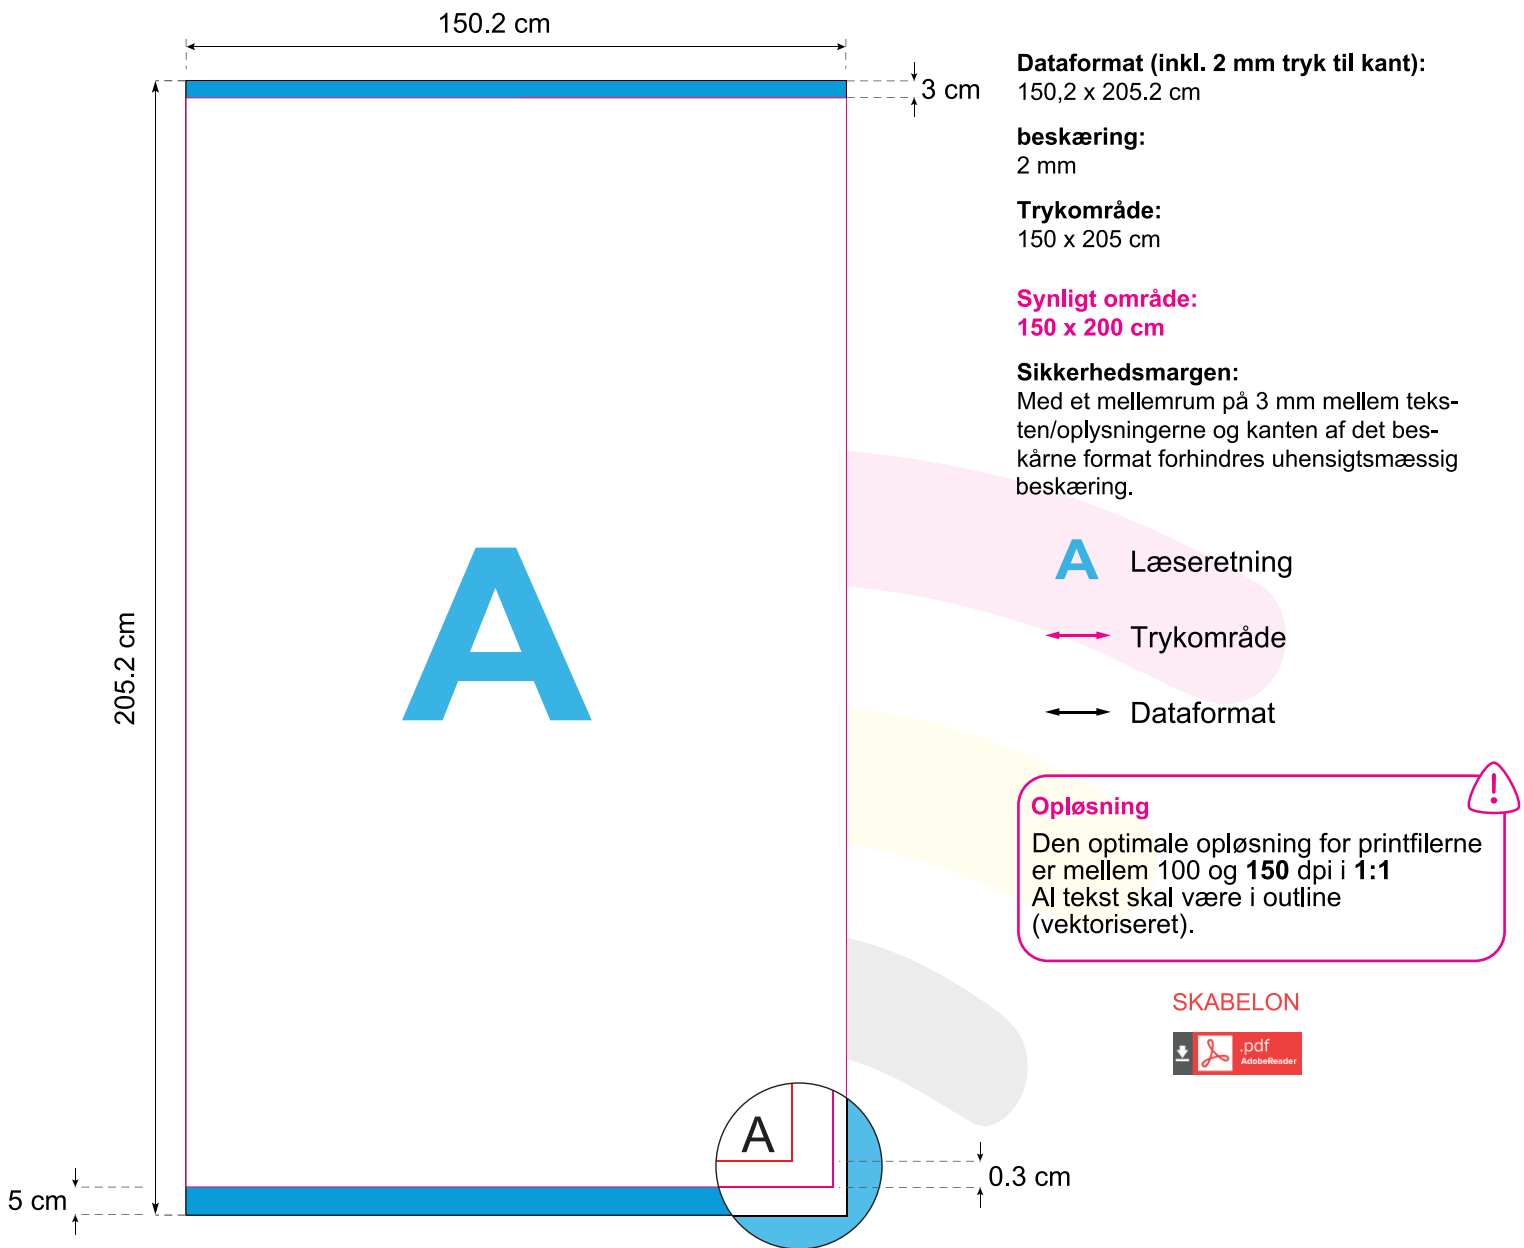 150.2 cm
3 cm
205.2 cm
A
5 cm
A
0.3 cm
Dataformat (inkl. 2 mm tryk til kant):
150,2 x 205.2 cm
beskæring:
2 mm
Trykområde:
150 x 205 cm
Synligt område:
150 x 200 cm
Sikkerhedsmargen:
Med et mellemrum på 3 mm mellem teks-
ten/oplysningerne og kanten af det bes-
kårne format forhindres uhensigtsmæssig
beskæring.
A Læseretning
Trykområde
Dataformat
!
Opløsning
Den optimale opløsning for printfilerne
er mellem 100 og 150 dpi i 1:1
Al tekst skal være i outline
(vektoriseret).
SKABELON
.pdf
AdobeReader